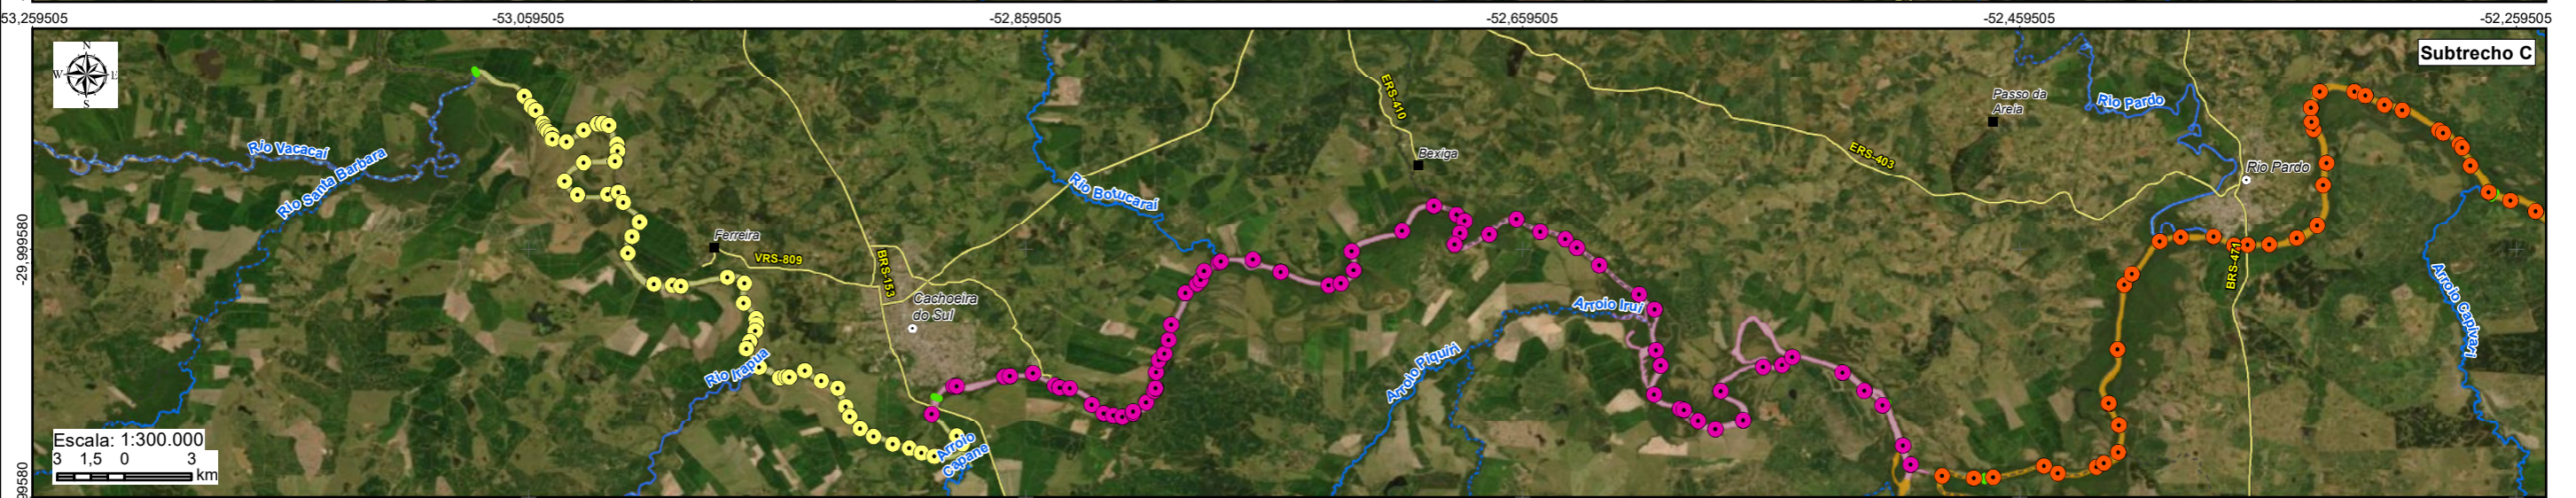 53,259505
-53,059505
-52,859505
-52,659505
-52,459505
-52,259505
Subtrecho C
N
W
E
S
ERS-410
Passo da
Areia
Rio Pardo
Rio Vacacaí
Rio Santa Barbara
Bexiga
ERS-403
Rio Pardo
Rio Botucaraí
-29,999580
Ferreira
VRS-809
BRS-153
BRS-471
Cachoeira
do Sul
Arroio Iruí
Arroio Capivari
Rio Irapua
Arroio Piquiri
Arroio
Capane
Escala: 1:300.000
3 1,5 0 3
km
99580